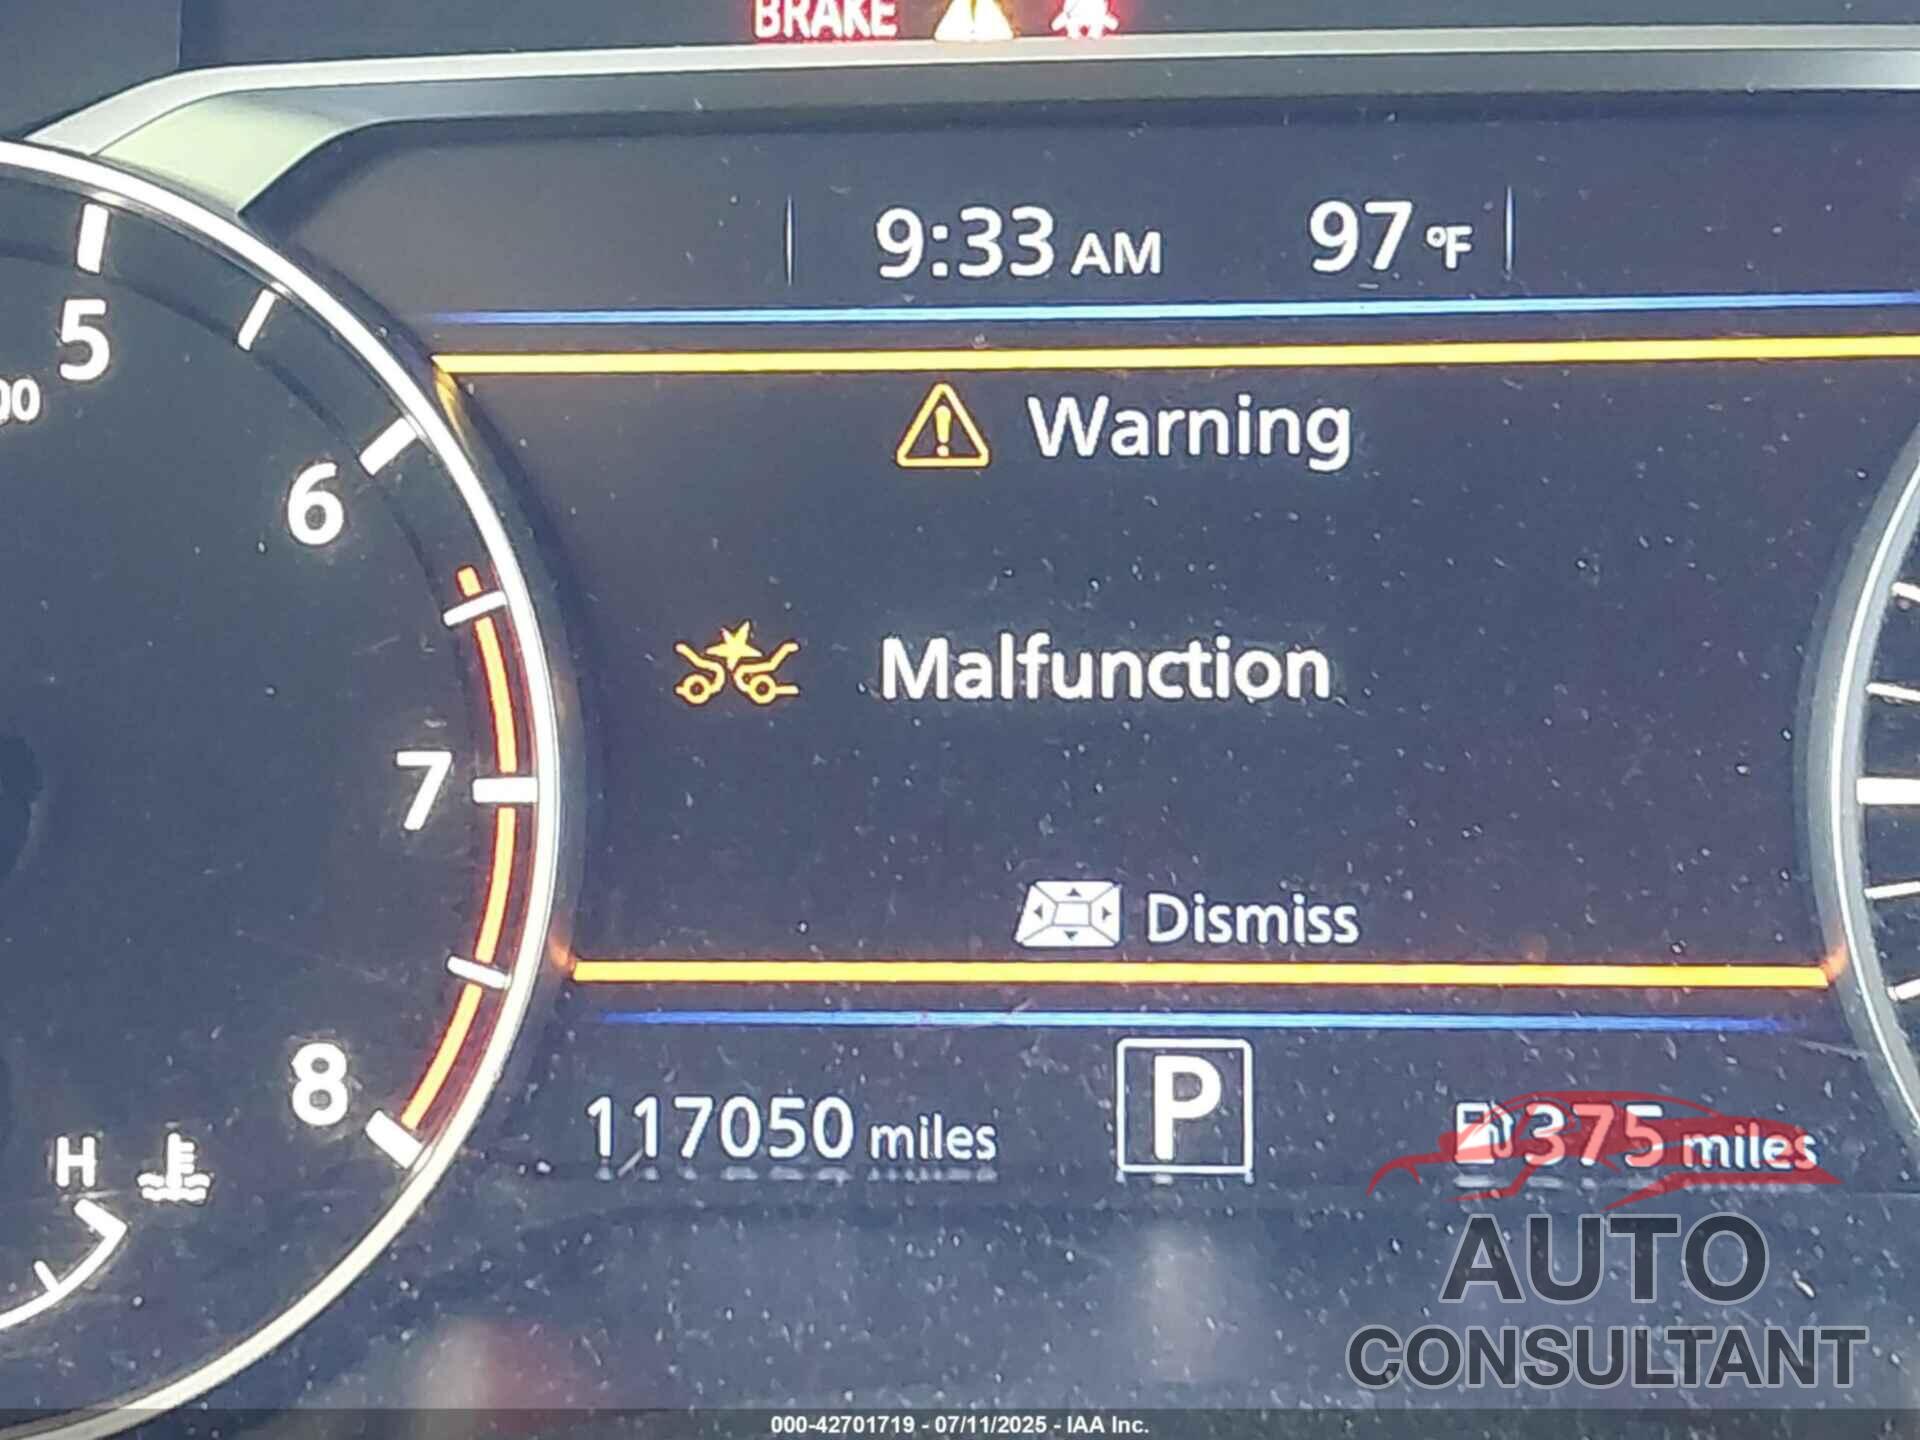 BRAKE
9:33 AM 97 °F
5
00
Warning
6
Malfunction
7
Dismiss
8
H
117050 miles P 375 miles
AUTO
CONSULTANT
000-42701719 - 07/11/2025 - IAA Inc.